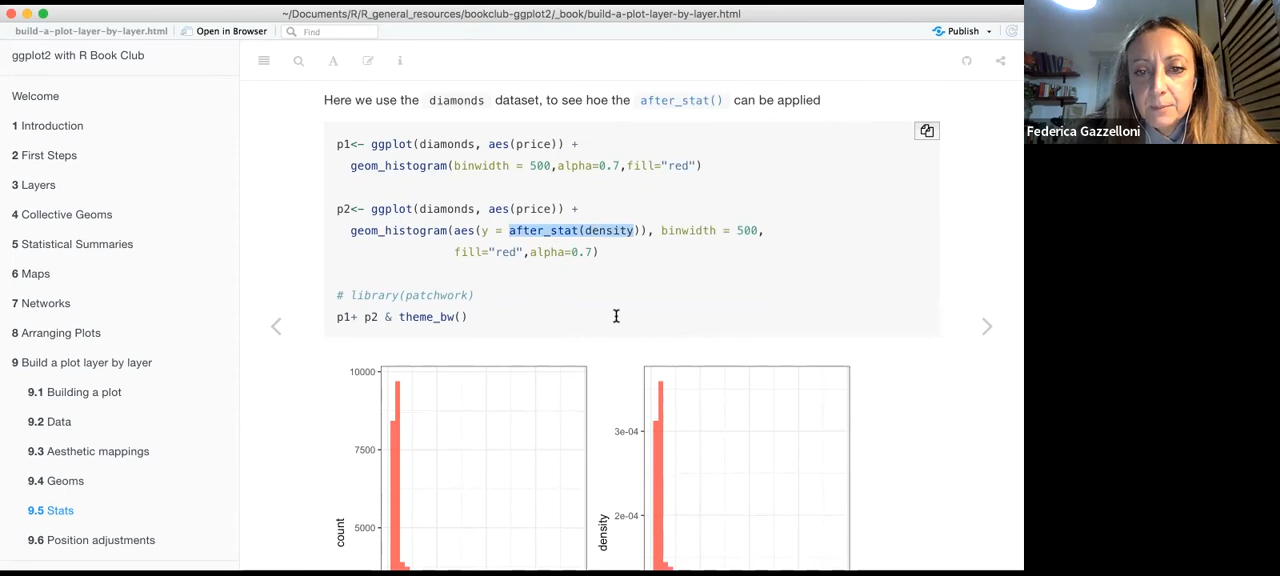 ~/Documents/R/R_general_resources/bookclub-ggplot2/_book/build-a-plot-layer-by-layer.html
build-a-plot-layer-by-layer.html Open in Browser Find Publish
ggplot2 with R Book Club
Welcome
1 Introduction
2 First Steps
3 Layers
4 Collective Geoms
5 Statistical Summaries
6 Maps
7 Networks
8 Arranging Plots
9 Build a plot layer by layer
9.1 Building a plot
9.2 Data
9.3 Aesthetic mappings
9.4 Geoms
9.5 Stats
9.6 Position adjustments
Here we use the diamonds dataset, to see hoe the after_stat() can be applied
p1<- ggplot(diamonds, aes(price)) +
geom_histogram(binwidth = 500,alpha=0.7,fill="red")
p2<- ggplot(diamonds, aes(price)) +
geom_histogram(aes(y = after_stat(density)), binwidth = 500,
fill="red",alpha=0.7)
# library(patchwork)
p1+ p2 & theme_bw()
10000
7500
5000
count
3e-04
2e-04
density
Federica Gazzelloni